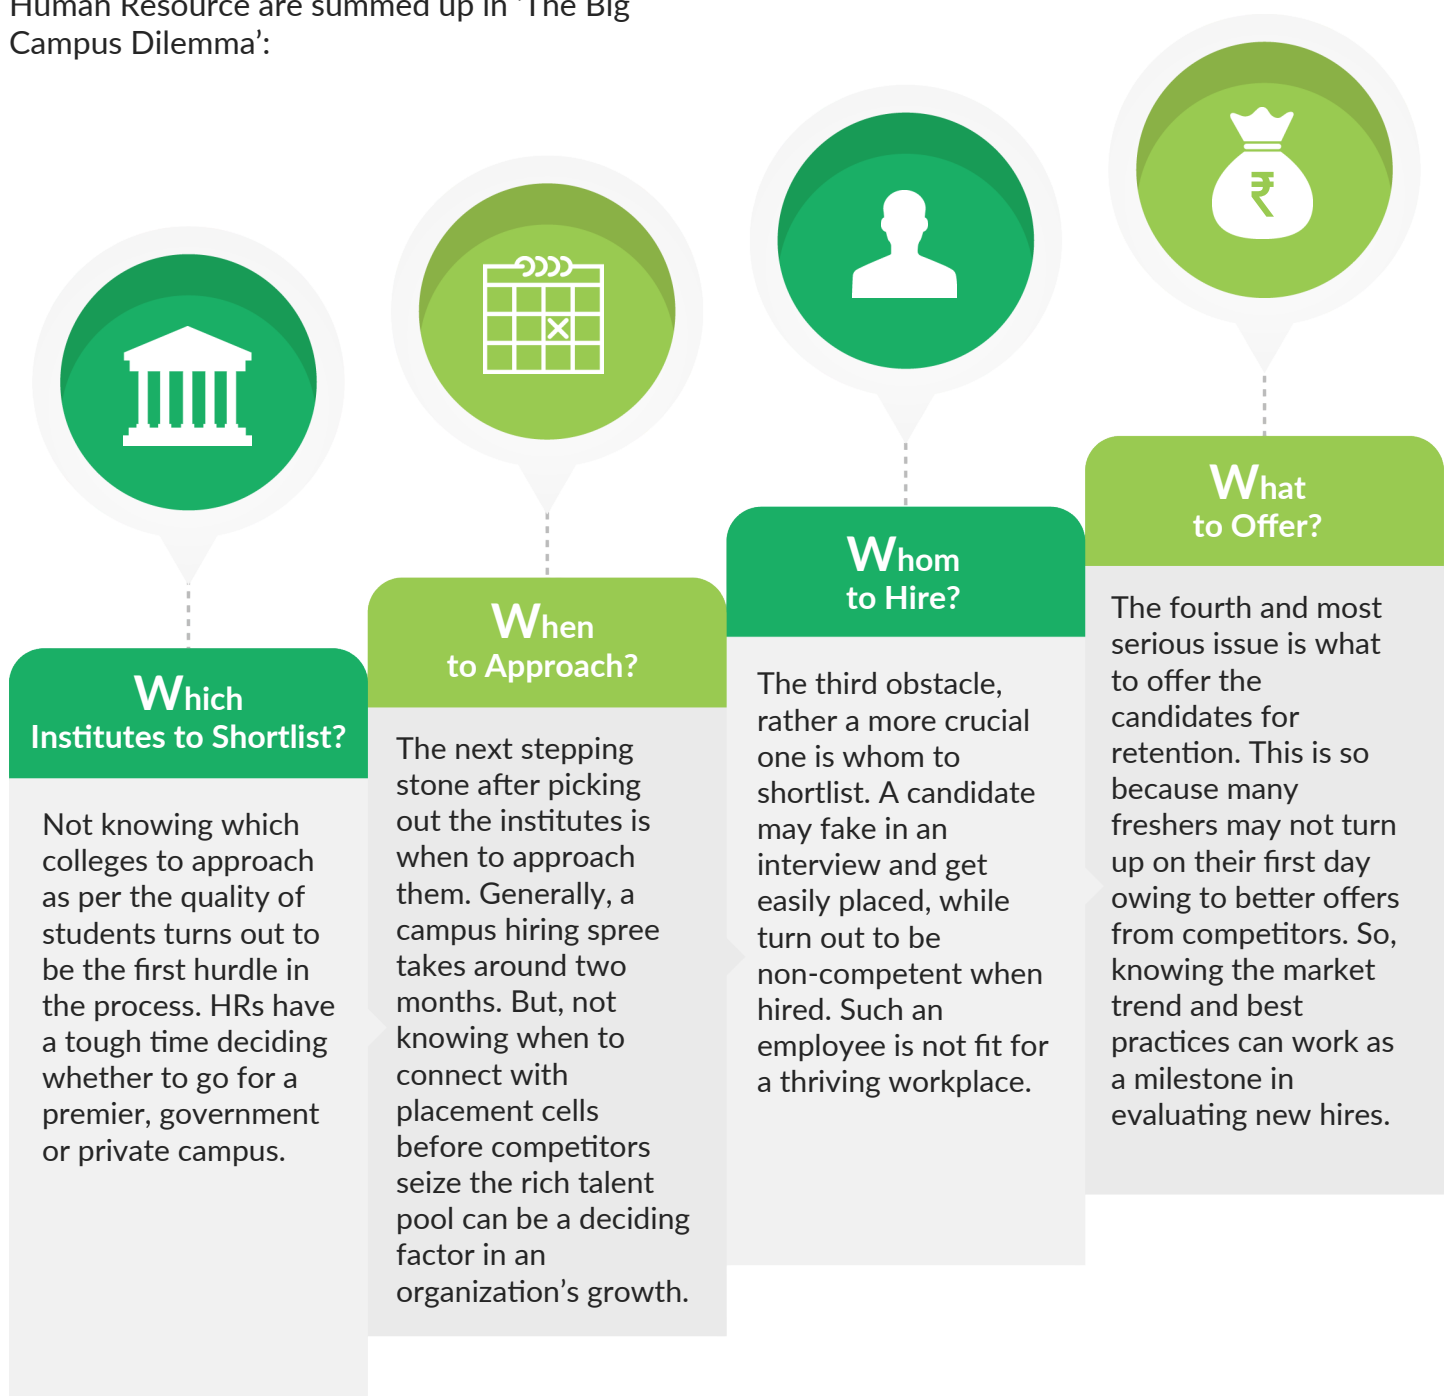 Human Resource are summed up in ‘The Big
Campus Dilemma’:
Which
Institutes to Shortlist?
Not knowing which
colleges to approach
as per the quality of
students turns out to
be the first hurdle in
the process. HRs have
a tough time deciding
whether to go for a
premier, government
or private campus.
When
to Approach?
The next stepping
stone after picking
out the institutes is
when to approach
them. Generally, a
campus hiring spree
takes around two
months. But, not
knowing when to
connect with
placement cells
before competitors
seize the rich talent
pool can be a deciding
factor in an
organization’s growth.
Whom
to Hire?
The third obstacle,
rather a more crucial
one is whom to
shortlist. A candidate
may fake in an
interview and get
easily placed, while
turn out to be
non-competent when
hired. Such an
employee is not fit for
a thriving workplace.
₹
What
to Offer?
The fourth and most
serious issue is what
to offer the
candidates for
retention. This is so
because many
freshers may not turn
up on their first day
owing to better offers
from competitors. So,
knowing the market
trend and best
practices can work as
a milestone in
evaluating new hires.